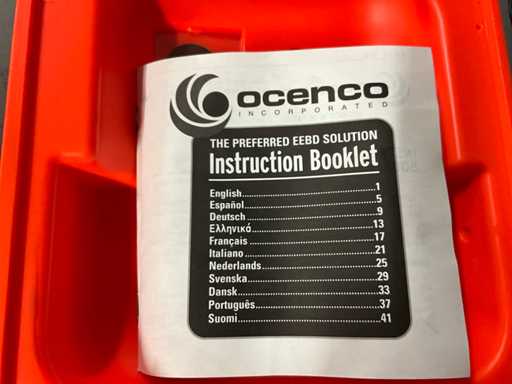 ocenco
INCORPORATED
THE PREFERRED EEBD SOLUTION
Instruction Booklet
English....................................1
Español...................................5
Deutsch...................................9
Ελληνικά.................................13
Français..................................17
Italiano....................................21
Nederlands.............................25
Svenska..................................29
Dansk......................................33
Português...............................37
Suomi......................................41